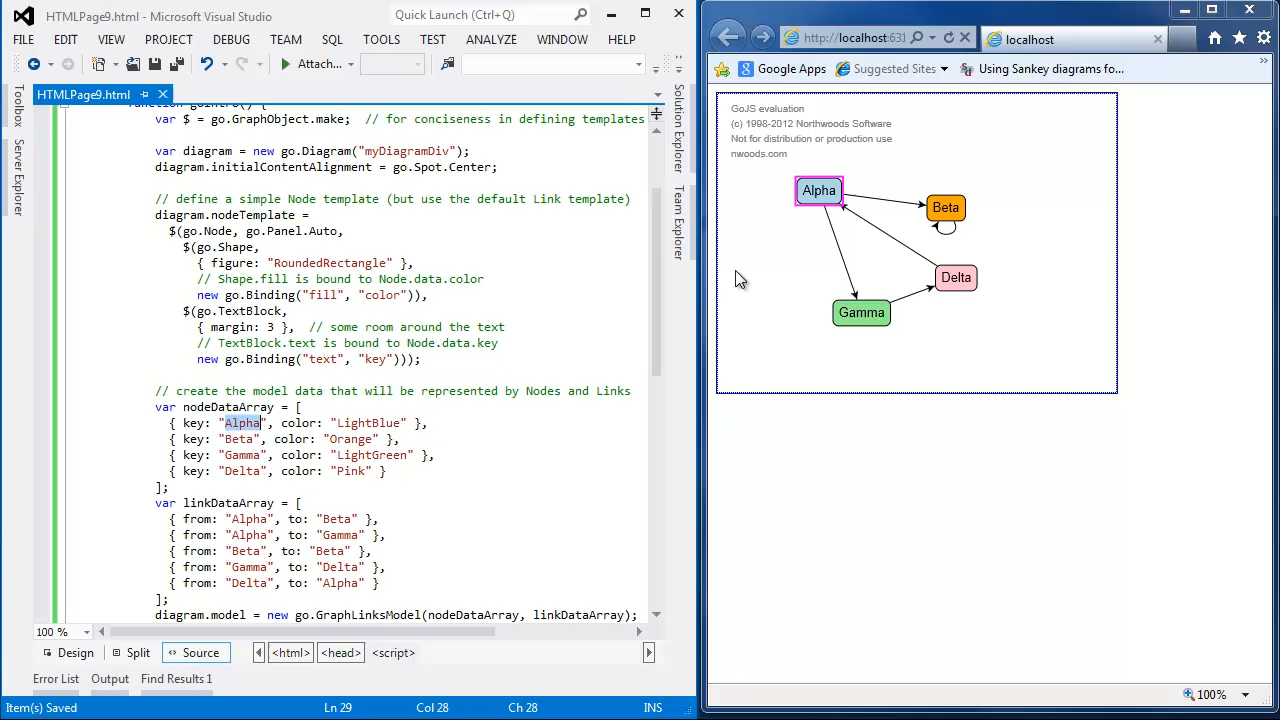 HTMLPage9.html - Microsoft Visual Studio
Quick Launch (Ctrl+Q)
FILE EDIT VIEW PROJECT DEBUG TEAM SQL TOOLS TEST ANALYZE WINDOW HELP
Attach...
HTMLPage9.html
Toolbox
Server Explorer
var $ = go.GraphObject.make;  // for conciseness in defining templates
var diagram = new go.Diagram("myDiagramDiv");
diagram.initialContentAlignment = go.Spot.Center;
// define a simple Node template (but use the default Link template)
diagram.nodeTemplate =
$(go.Node, go.Panel.Auto,
$(go.Shape,
{ figure: "RoundedRectangle" },
// Shape.fill is bound to Node.data.color
new go.Binding("fill", "color")),
$(go.TextBlock,
{ margin: 3 },  // some room around the text
// TextBlock.text is bound to Node.data.key
new go.Binding("text", "key")));
// create the model data that will be represented by Nodes and Links
var nodeDataArray = [
{ key: "Alpha", color: "LightBlue" },
{ key: "Beta", color: "Orange" },
{ key: "Gamma", color: "LightGreen" },
{ key: "Delta", color: "Pink" }
];
var linkDataArray = [
{ from: "Alpha", to: "Beta" },
{ from: "Alpha", to: "Gamma" },
{ from: "Beta", to: "Beta" },
{ from: "Gamma", to: "Delta" },
{ from: "Delta", to: "Alpha" }
];
diagram.model = new go.GraphLinksModel(nodeDataArray, linkDataArray);
100 %
Design Split Source <html> <head> <script>
Error List Output Find Results 1
Item(s) Saved Ln 29 Col 28 Ch 28 INS
Solution Explorer
Team Explorer
http://localhost:631
localhost
Google Apps Suggested Sites Using Sankey diagrams fo...
GoJS evaluation
(c) 1998-2012 Northwoods Software
Not for distribution or production use
nwoods.com
Alpha
Beta
Delta
Gamma
100%